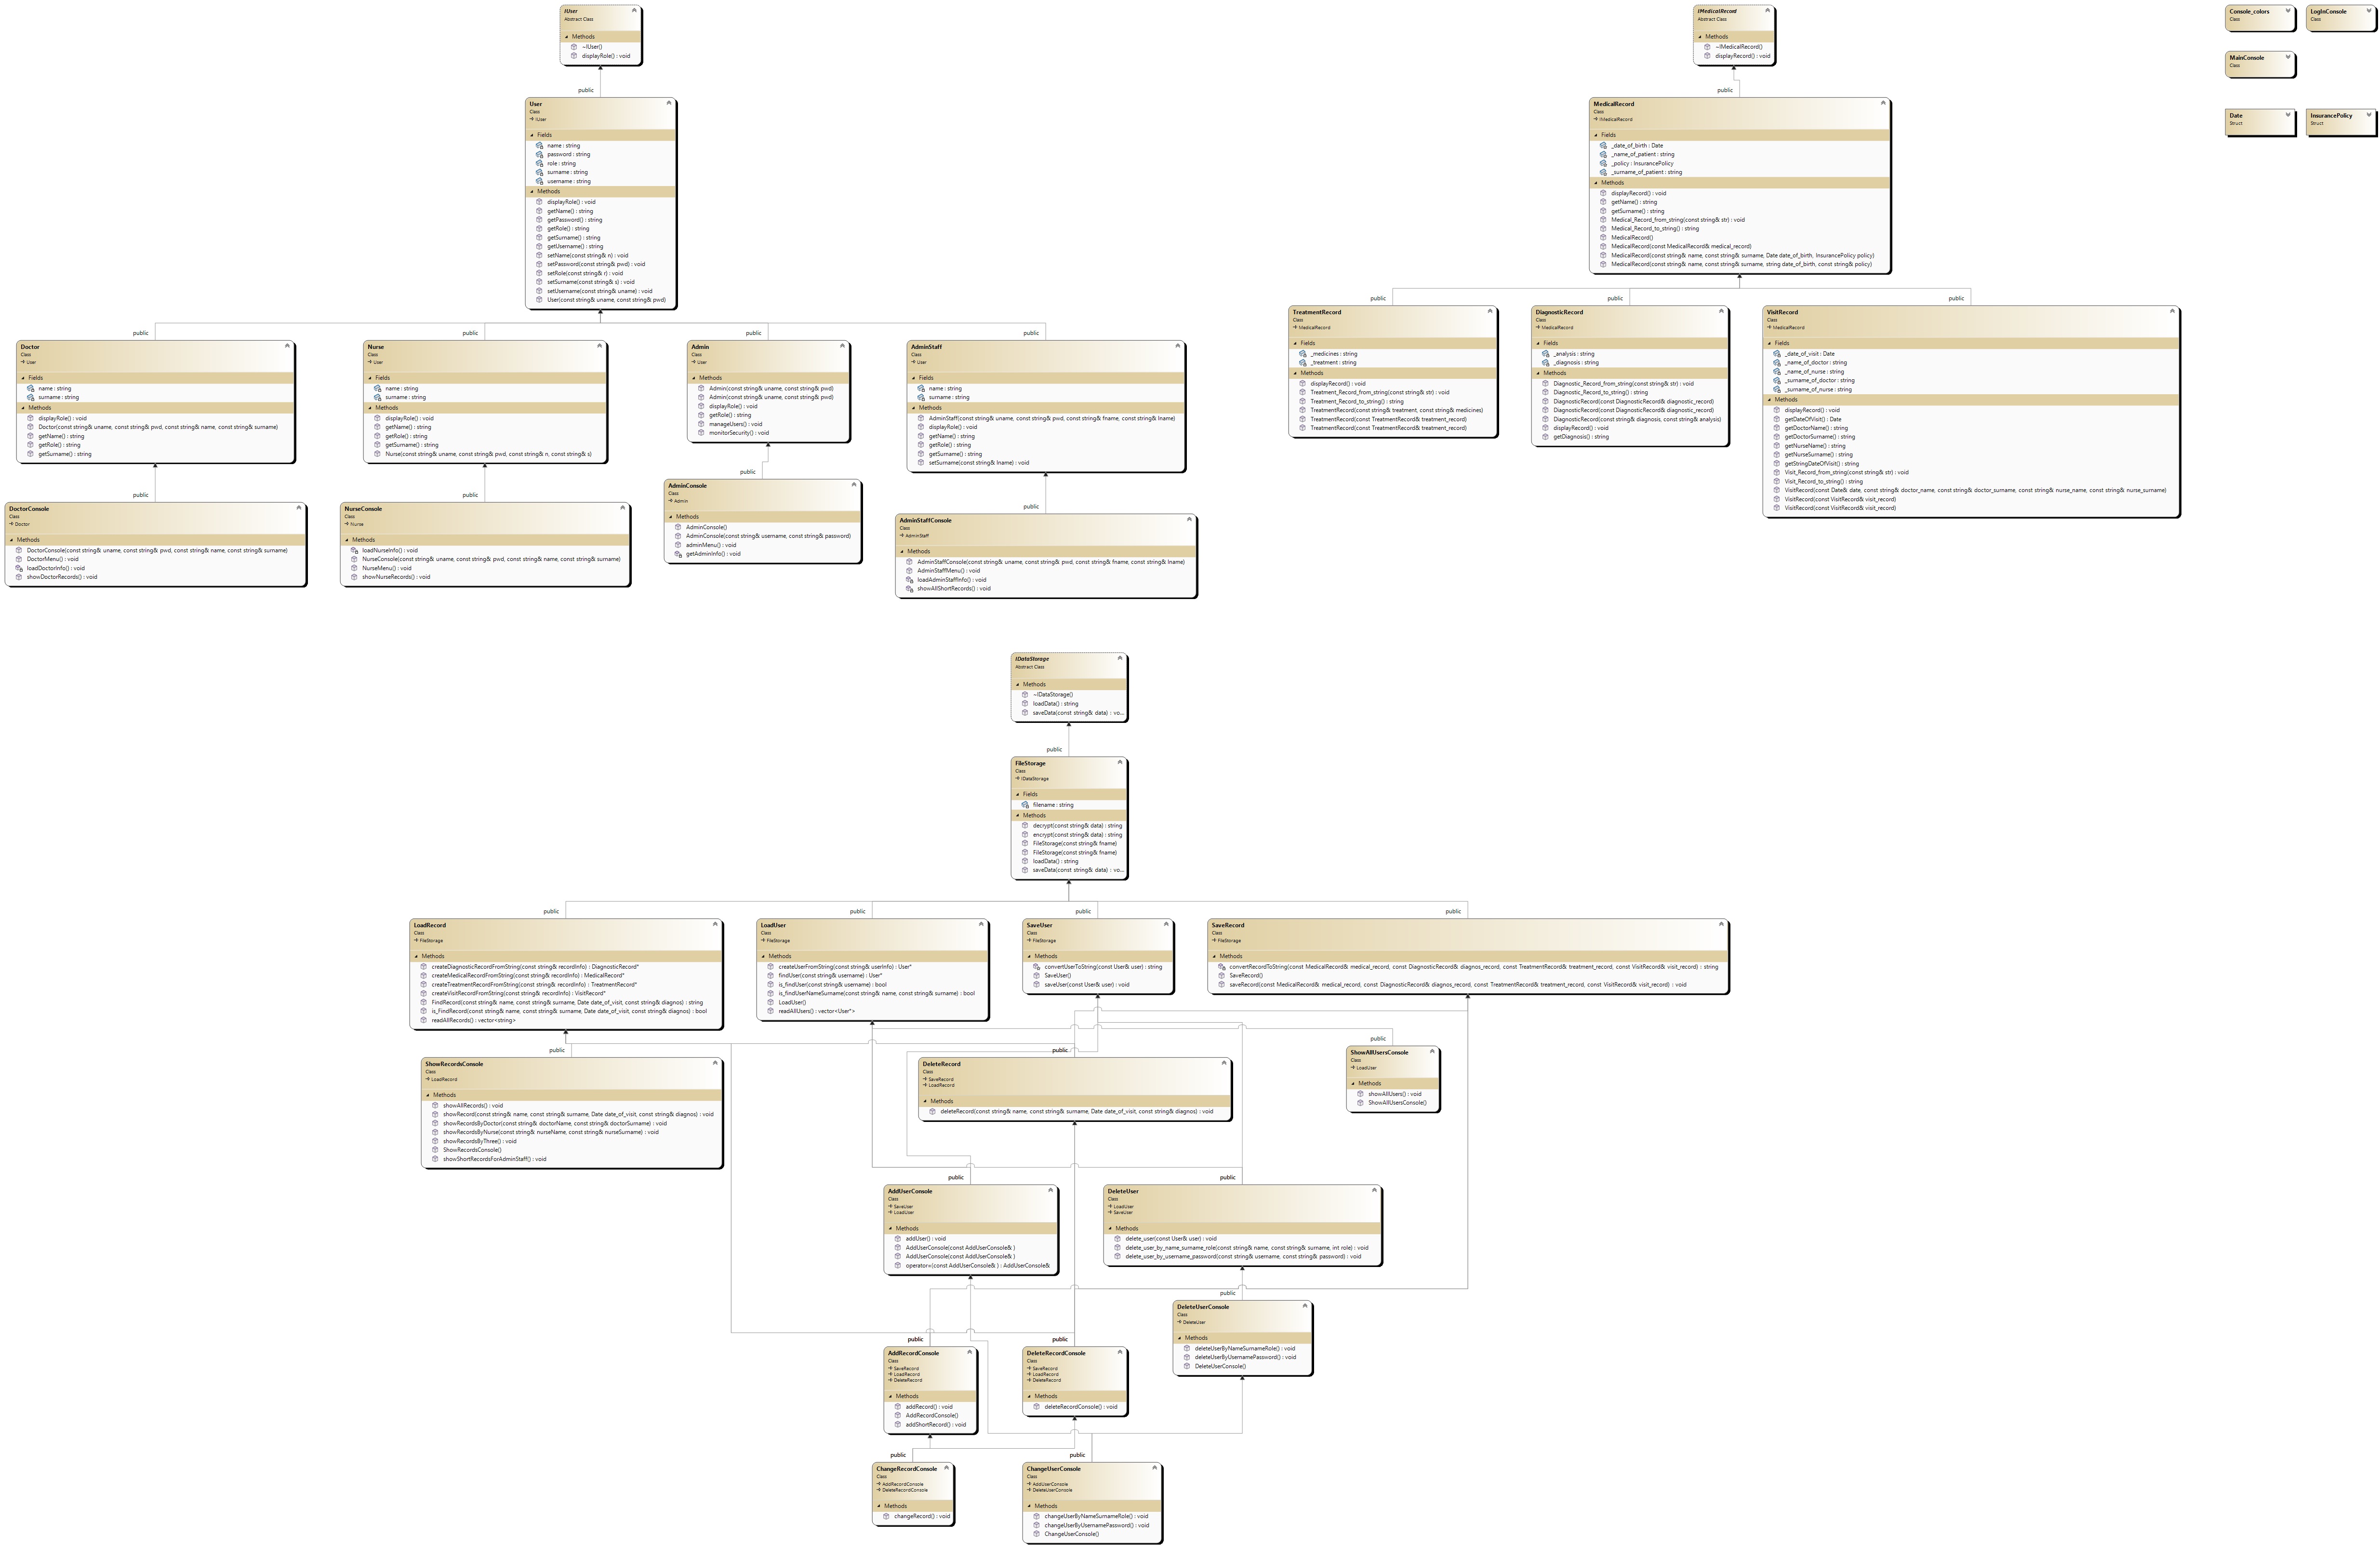 IUser
Abstract Class
Methods
~IUser()
displayRole() : void
public
User
Class
IUser
Fields
name : string
password : string
role : string
surname : string
username : string
Methods
displayRole() : void
getName() : string
getPassword() : string
getRole() : string
getSurname() : string
getUsername() : string
setName(const string& n) : void
setPassword(const string& pwd) : void
setRole(const string& r) : void
setSurname(const string& s) : void
setUsername(const string& uname) : void
User(const string& uname, const string& pwd)
public
Doctor
Class
User
Fields
name : string
surname : string
Methods
displayRole() : void
Doctor(const string& uname, const string& pwd, const string& name, const string& surname)
getName() : string
getRole() : string
getSurname() : string
public
DoctorConsole
Class
Doctor
Methods
DoctorConsole(const string& uname, const string& pwd, const string& name, const string& surname)
DoctorMenu() : void
loadDoctorInfo() : void
showDoctorRecords() : void
public
Nurse
Class
User
Fields
name : string
surname : string
Methods
displayRole() : void
getName() : string
getRole() : string
getSurname() : string
Nurse(const string& uname, const string& pwd, const string& n, const string& s)
public
NurseConsole
Class
Nurse
Methods
loadNurseInfo() : void
NurseConsole(const string& uname, const string& pwd, const string& name, const string& surname)
NurseMenu() : void
showNurseRecords() : void
public
Admin
Class
User
Methods
Admin(const string& uname, const string& pwd)
Admin(const string& uname, const string& pwd)
displayRole() : void
getRole() : string
manageUsers() : void
monitorSecurity() : void
public
AdminConsole
Class
Admin
Methods
AdminConsole()
AdminConsole(const string& username, const string& password)
adminMenu() : void
getAdminInfo() : void
public
AdminStaff
Class
User
Fields
name : string
surname : string
Methods
AdminStaff(const string& uname, const string& pwd, const string& fname, const string& lname)
displayRole() : void
getName() : string
getRole() : string
getSurname() : string
setSurname(const string& lname) : void
public
AdminStaffConsole
Class
AdminStaff
Methods
AdminStaffConsole(const string& uname, const string& pwd, const string& fname, const string& lname)
AdminStaffMenu() : void
loadAdminStaffInfo() : void
showAllShortRecords() : void
IMedicalRecord
Abstract Class
Methods
~IMedicalRecord()
displayRecord() : void
public
MedicalRecord
Class
IMedicalRecord
Fields
_date_of_birth : Date
_name_of_patient : string
_policy : InsurancePolicy
_surname_of_patient : string
Methods
displayRecord() : void
getName() : string
getSurname() : string
Medical_Record_from_string(const string& str) : void
Medical_Record_to_string() : string
MedicalRecord()
MedicalRecord(const MedicalRecord& medical_record)
MedicalRecord(const string& name, const string& surname, Date date_of_birth, InsurancePolicy policy)
MedicalRecord(const string& name, const string& surname, string date_of_birth, const string& policy)
public
TreatmentRecord
Class
MedicalRecord
Fields
_medicines : string
_treatment : string
Methods
displayRecord() : void
Treatment_Record_from_string(const string& str) : void
Treatment_Record_to_string() : string
TreatmentRecord(const string& treatment, const string& medicines)
TreatmentRecord(const TreatmentRecord& treatment_record)
TreatmentRecord(const TreatmentRecord& treatment_record)
public
DiagnosticRecord
Class
MedicalRecord
Fields
_analysis : string
_diagnosis : string
Methods
Diagnostic_Record_from_string(const string& str) : void
Diagnostic_Record_to_string() : string
DiagnosticRecord(const DiagnosticRecord& diagnostic_record)
DiagnosticRecord(const DiagnosticRecord& diagnostic_record)
DiagnosticRecord(const string& diagnosis, const string& analysis)
displayRecord() : void
getDiagnosis() : string
public
VisitRecord
Class
MedicalRecord
Fields
_date_of_visit : Date
_name_of_doctor : string
_name_of_nurse : string
_surname_of_doctor : string
_surname_of_nurse : string
Methods
displayRecord() : void
getDateOfVisit() : Date
getDoctorName() : string
getDoctorSurname() : string
getNurseName() : string
getNurseSurname() : string
getStringDateOfVisit() : string
Visit_Record_from_string(const string& str) : void
Visit_Record_to_string() : string
VisitRecord(const Date& date, const string& doctor_name, const string& doctor_surname, const string& nurse_name, const string& nurse_surname)
VisitRecord(const VisitRecord& visit_record)
VisitRecord(const VisitRecord& visit_record)
Console_colors
Class
LogInConsole
Class
MainConsole
Class
Date
Struct
InsurancePolicy
Struct
IDataStorage
Abstract Class
Methods
~IDataStorage()
loadData() : string
saveData(const string& data) : vo...
public
FileStorage
Class
IDataStorage
Fields
filename : string
Methods
decrypt(const string& data) : string
encrypt(const string& data) : string
FileStorage(const string& fname)
FileStorage(const string& fname)
loadData() : string
saveData(const string& data) : vo...
public
LoadRecord
Class
FileStorage
Methods
createDiagnosticRecordFromString(const string& recordInfo) : DiagnosticRecord*
createMedicalRecordFromString(const string& recordInfo) : MedicalRecord*
createTreatmentRecordFromString(const string& recordInfo) : TreatmentRecord*
createVisitRecordFromString(const string& recordInfo) : VisitRecord*
FindRecord(const string& name, const string& surname, Date date_of_visit, const string& diagnos) : string
is_FindRecord(const string& name, const string& surname, Date date_of_visit, const string& diagnos) : bool
readAllRecords() : vector<string>
public
LoadUser
Class
FileStorage
Methods
createUserFromString(const string& userInfo) : User*
findUser(const string& username) : User*
is_findUser(const string& username) : bool
is_findUserNameSurname(const string& name, const string& surname) : bool
LoadUser()
readAllUsers() : vector<User*>
public
SaveUser
Class
FileStorage
Methods
convertUserToString(const User& user) : string
SaveUser()
saveUser(const User& user) : void
public
SaveRecord
Class
FileStorage
Methods
convertRecordToString(const MedicalRecord& medical_record, const DiagnosticRecord& diagnos_record, const TreatmentRecord& treatment_record, const VisitRecord& visit_record) : string
SaveRecord()
saveRecord(const MedicalRecord& medical_record, const DiagnosticRecord& diagnos_record, const TreatmentRecord& treatment_record, const VisitRecord& visit_record) : void
public
ShowRecordsConsole
Class
LoadRecord
Methods
showAllRecords() : void
showRecord(const string& name, const string& surname, Date date_of_visit, const string& diagnos) : void
showRecordsByDoctor(const string& doctorName, const string& doctorSurname) : void
showRecordsByNurse(const string& nurseName, const string& nurseSurname) : void
showRecordsByThree() : void
ShowRecordsConsole()
showShortRecordsForAdminStaff() : void
public
DeleteRecord
Class
SaveRecord
LoadRecord
Methods
deleteRecord(const string& name, const string& surname, Date date_of_visit, const string& diagnos) : void
public
ShowAllUsersConsole
Class
LoadUser
Methods
showAllUsers() : void
ShowAllUsersConsole()
public
AddUserConsole
Class
SaveUser
LoadUser
Methods
addUser() : void
AddUserConsole(const AddUserConsole& )
AddUserConsole(const AddUserConsole& )
operator=(const AddUserConsole& ) : AddUserConsole&
public
DeleteUser
Class
LoadUser
SaveUser
Methods
delete_user(const User& user) : void
delete_user_by_name_surname_role(const string& name, const string& surname, int role) : void
delete_user_by_username_password(const string& username, const string& password) : void
public
DeleteUserConsole
Class
DeleteUser
Methods
deleteUserByNameSurnameRole() : void
deleteUserByUsernamePassword() : void
DeleteUserConsole()
public
AddRecordConsole
Class
SaveRecord
LoadRecord
DeleteRecord
Methods
addRecord() : void
AddRecordConsole()
addShortRecord() : void
public
DeleteRecordConsole
Class
SaveRecord
LoadRecord
DeleteRecord
Methods
deleteRecordConsole() : void
public
ChangeRecordConsole
Class
AddRecordConsole
DeleteRecordConsole
Methods
changeRecord() : void
public
ChangeUserConsole
Class
AddUserConsole
DeleteUserConsole
Methods
changeUserByNameSurnameRole() : void
changeUserByUsernamePassword() : void
ChangeUserConsole()